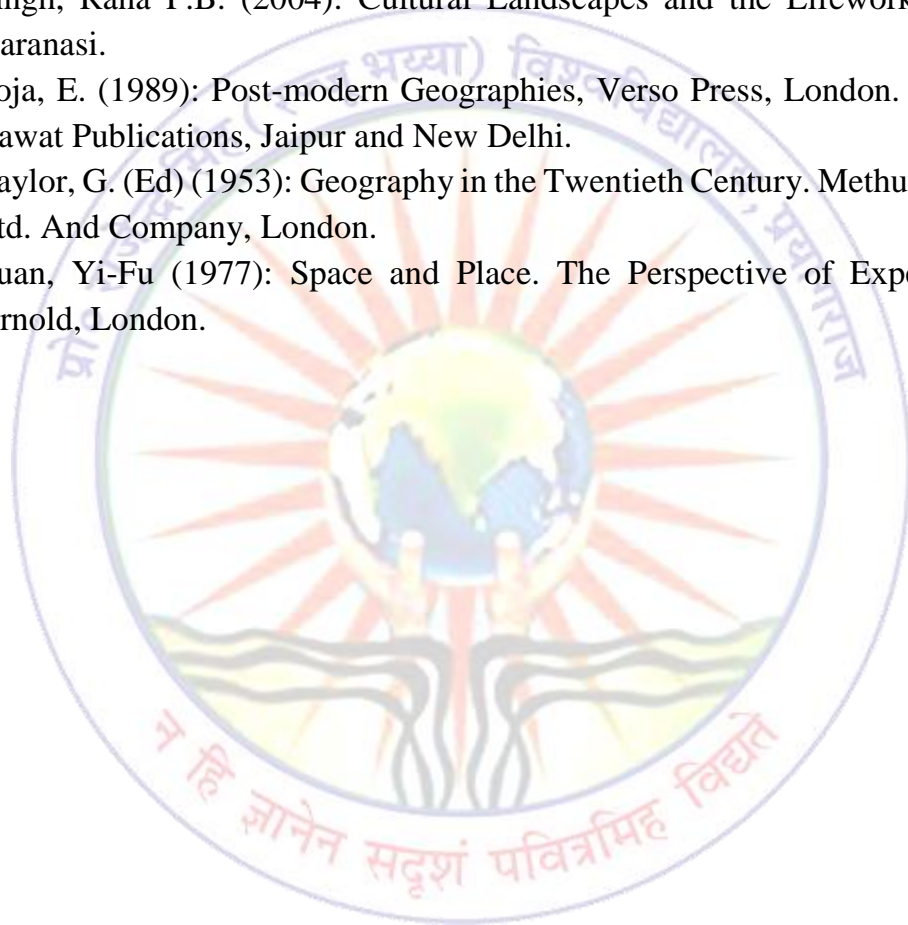 ingh, Rana P.B. (2004). Cultural Landscapes and the Lifework
aranasi.
oja, E. (1989): Post-modern Geographies, Verso Press, London.
awat Publications, Jaipur and New Delhi.
aylor, G. (Ed) (1953): Geography in the Twentieth Century. Methu
td. And Company, London.
uan, Yi-Fu (1977): Space and Place. The Perspective of Expe
rnold, London.
प्रो० राजेन्द्र सिंह (रज्जू भय्या) विश्वविद्यालय, प्रयागराज
न हि ज्ञानेन सदृशं पवित्रमिह विद्यते